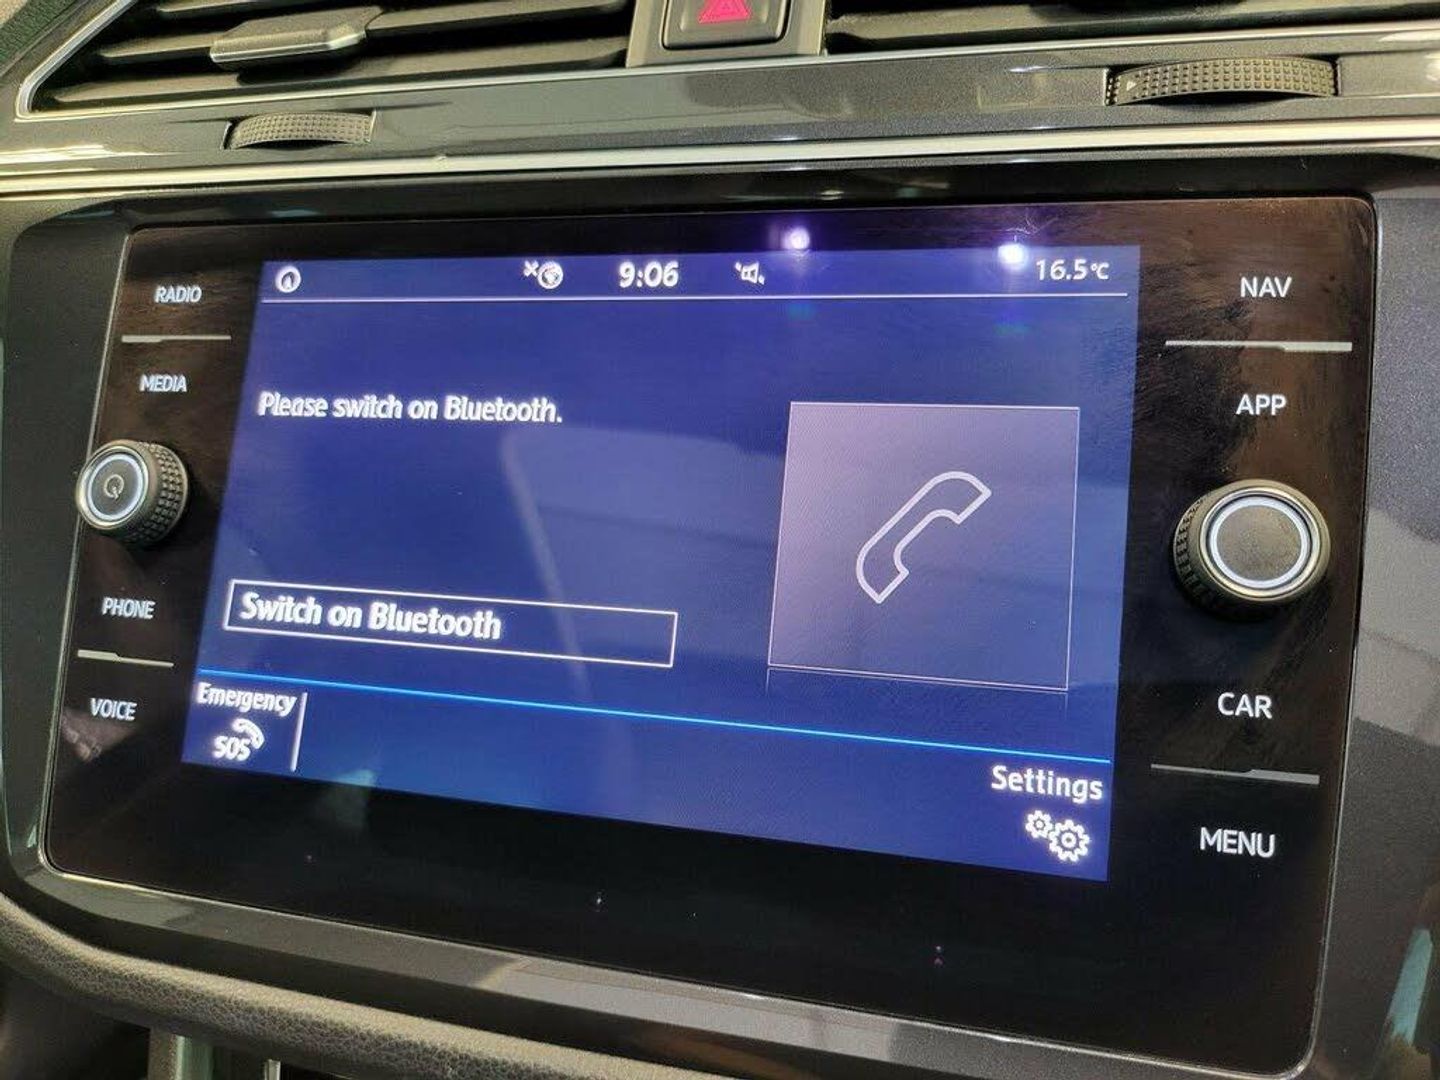 RADIO
MEDIA
PHONE
VOICE
9:06
16.5°C
Please switch on Bluetooth.
Switch on Bluetooth
Emergency
SOS
Settings
NAV
APP
CAR
MENU